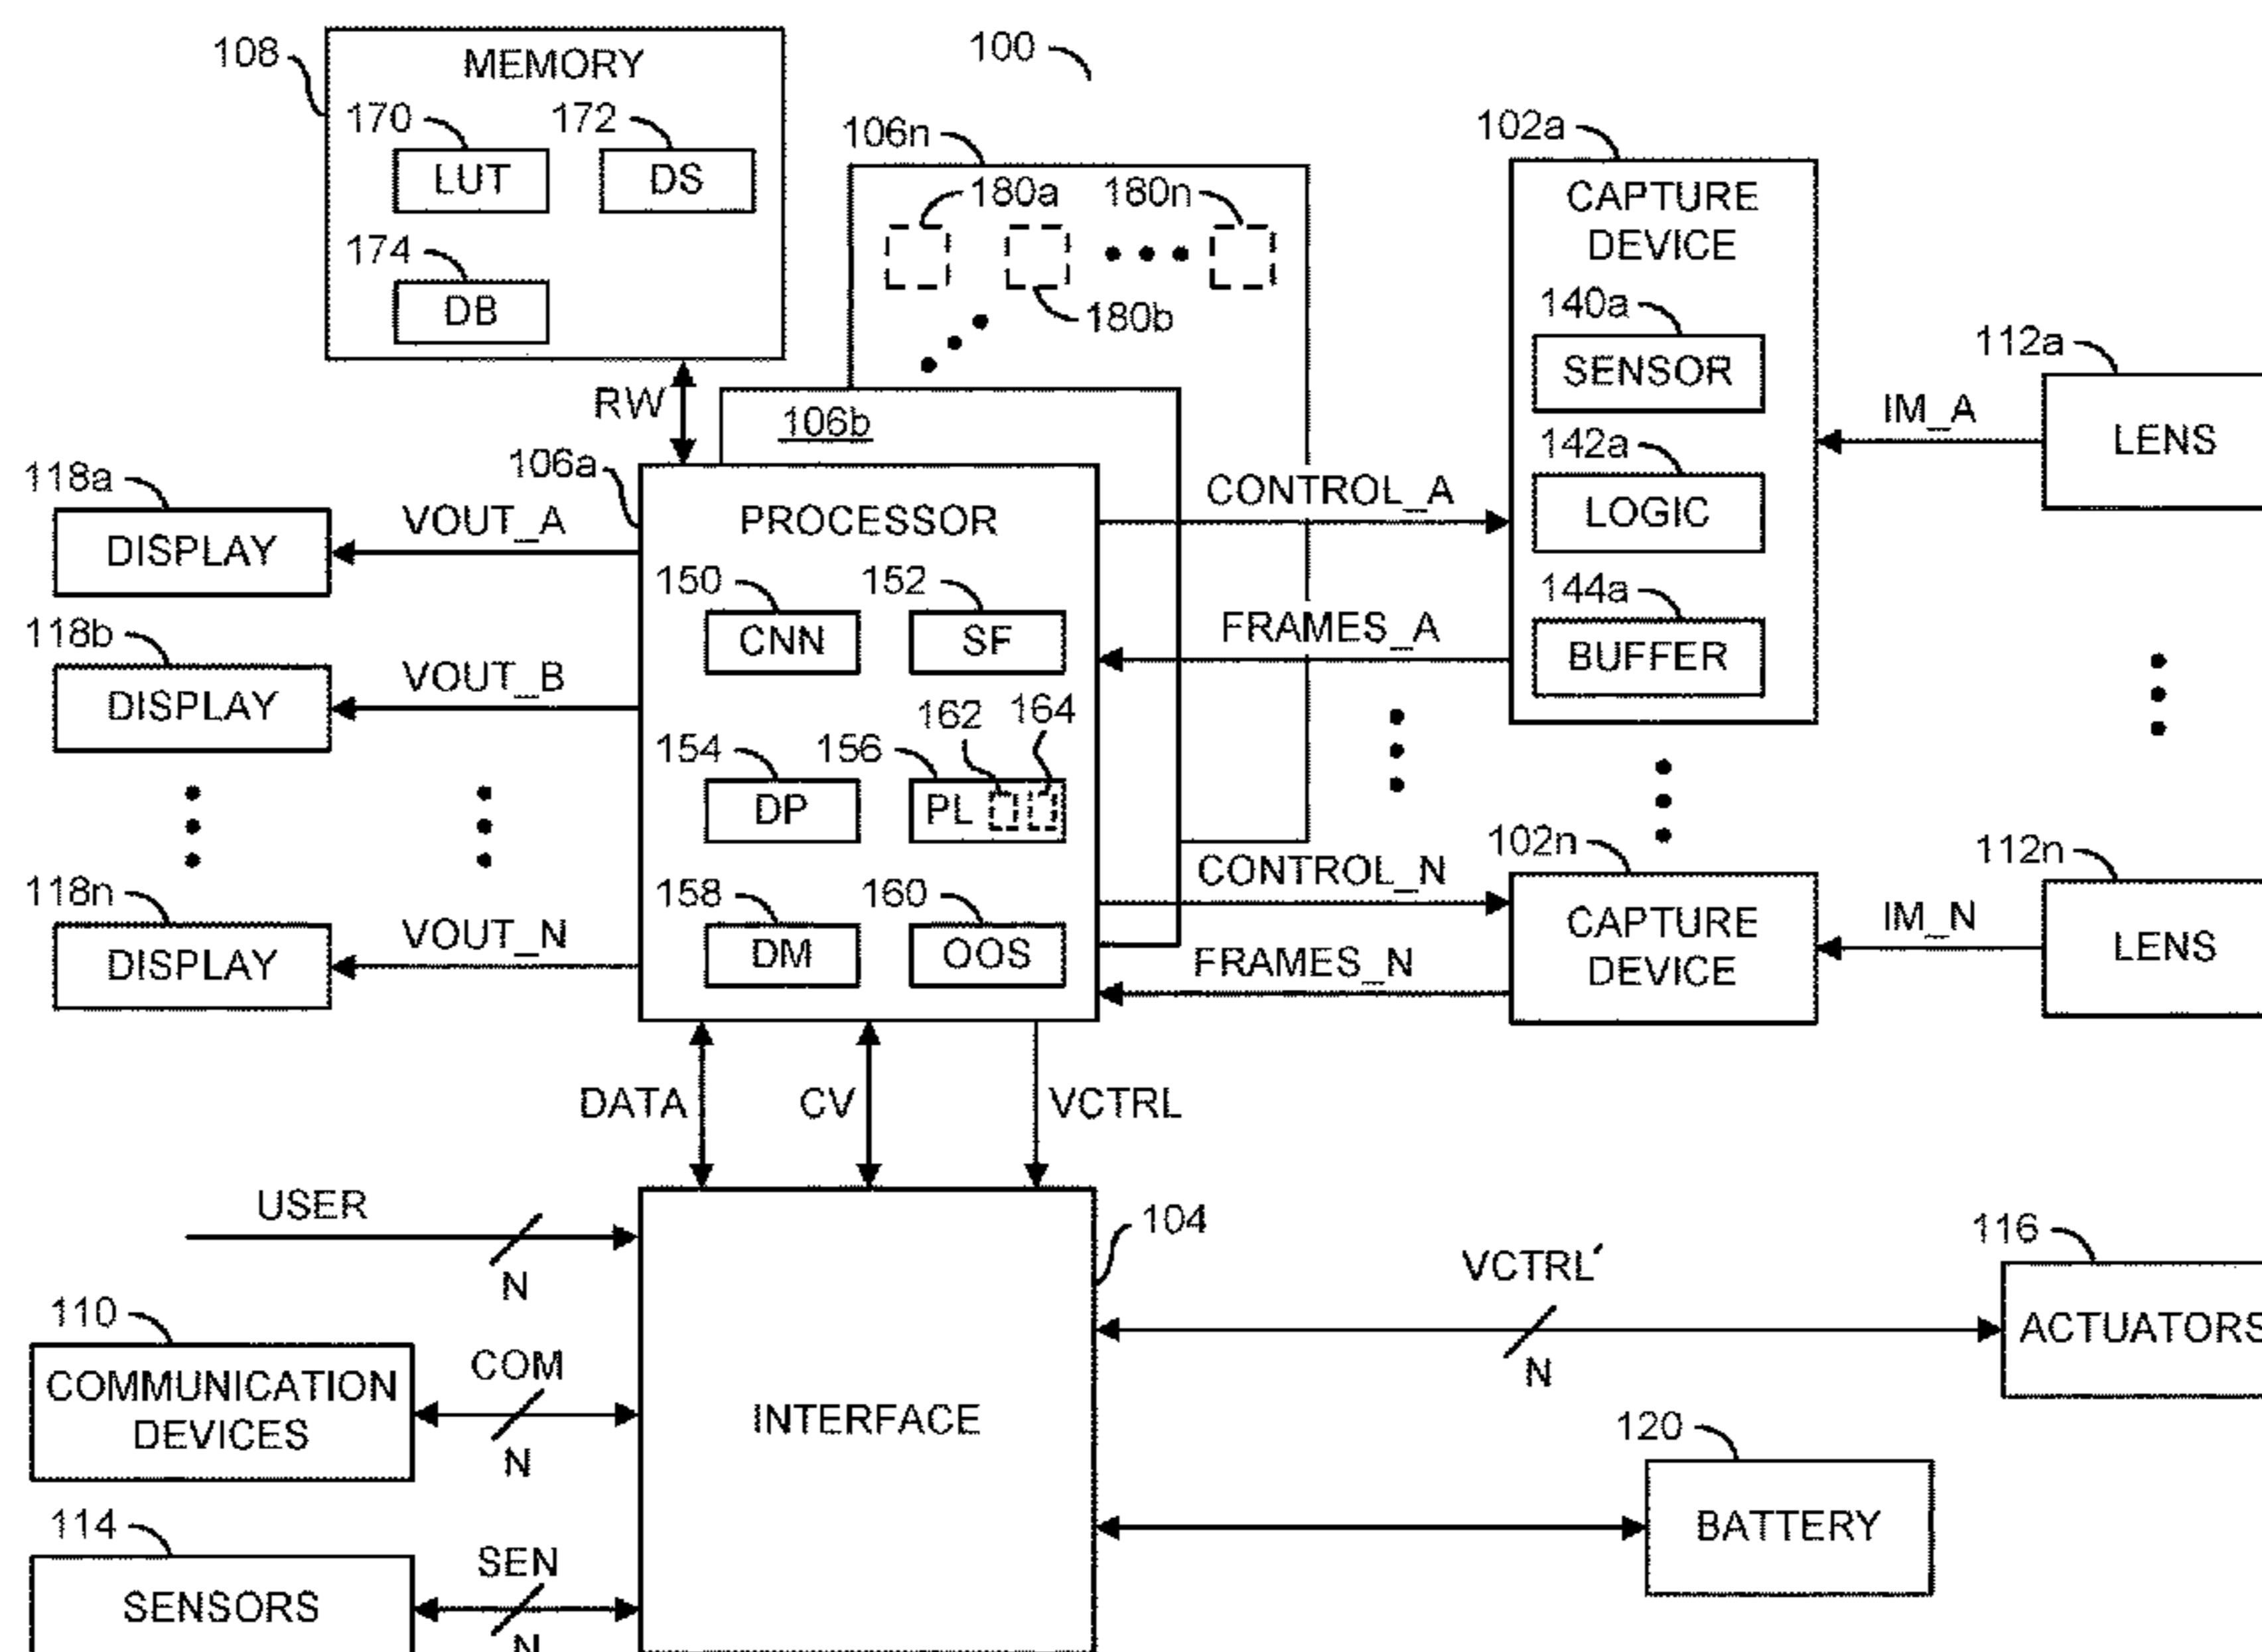 100
108
MEMORY
170
172
LUT
DS
174
DB
RW
106n
180a
180n
180b
106b
106a
PROCESSOR
150
152
CNN
SF
162
164
154
156
DP
PL
158
160
DM
OOS
118a
DISPLAY
VOUT_A
118b
DISPLAY
VOUT_B
118n
DISPLAY
VOUT_N
CONTROL_A
FRAMES_A
CONTROL_N
FRAMES_N
102a
CAPTURE
DEVICE
140a
SENSOR
142a
LOGIC
144a
BUFFER
102n
CAPTURE
DEVICE
112a
IM_A
LENS
112n
IM_N
LENS
DATA
CV
VCTRL
USER
N
104
INTERFACE
110
COMMUNICATION
DEVICES
COM
N
114
SENSORS
SEN
N
VCTRL′
N
116
ACTUATORS
120
BATTERY